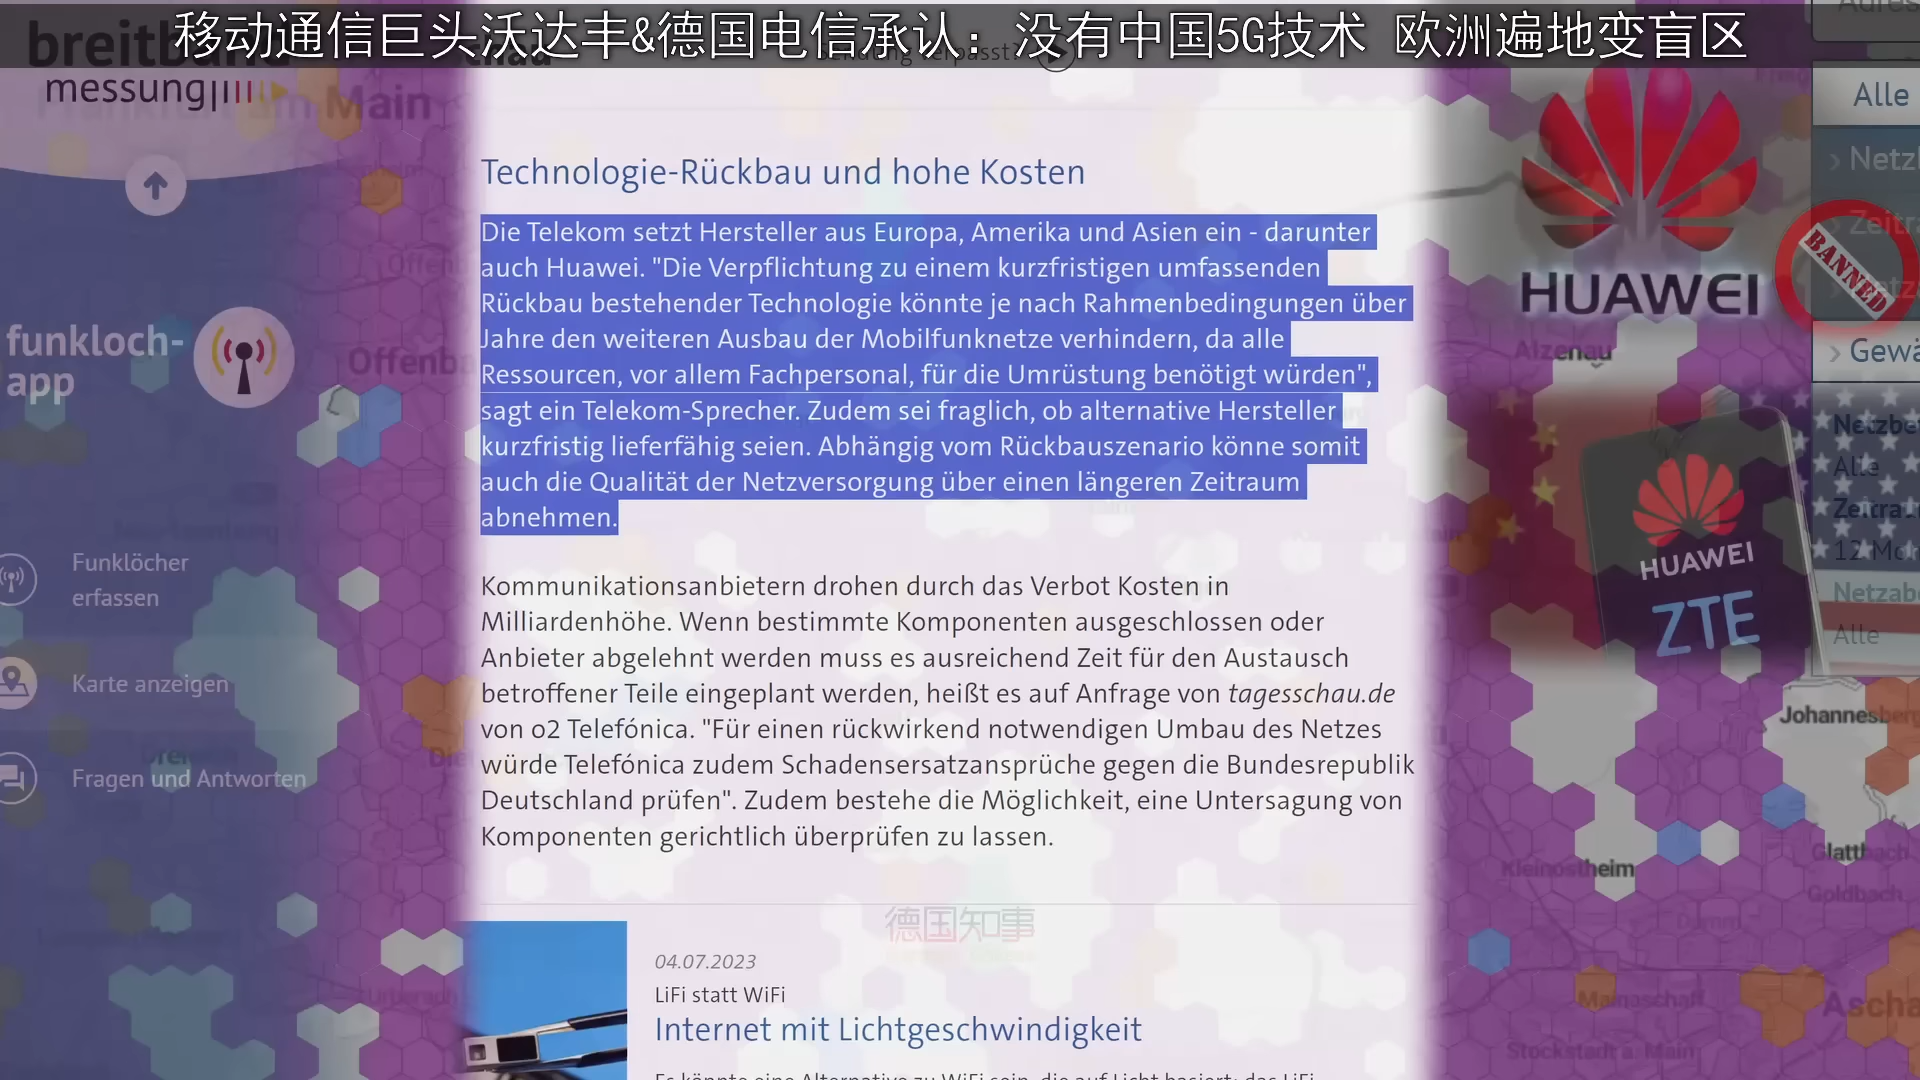 移动通信巨头沃达丰&德国电信承认：没有中国5G技术 欧洲遍地变盲区
breitband
messung
Main
Alle
Technologie-Rückbau und hohe Kosten
Die Telekom setzt Hersteller aus Europa, Amerika und Asien ein - darunter
auch Huawei. "Die Verpflichtung zu einem kurzfristigen umfassenden
Rückbau bestehender Technologie könnte je nach Rahmenbedingungen über
Jahre den weiteren Ausbau der Mobilfunknetze verhindern, da alle
Ressourcen, vor allem Fachpersonal, für die Umrüstung benötigt würden",
sagt ein Telekom-Sprecher. Zudem sei fraglich, ob alternative Hersteller
kurzfristig lieferfähig seien. Abhängig vom Rückbauszenario könne somit
auch die Qualität der Netzversorgung über einen längeren Zeitraum
abnehmen.
Kommunikationsanbietern drohen durch das Verbot Kosten in
Milliardenhöhe. Wenn bestimmte Komponenten ausgeschlossen oder
Anbieter abgelehnt werden muss es ausreichend Zeit für den Austausch
betroffener Teile eingeplant werden, heißt es auf Anfrage von tagesschau.de
von o2 Telefónica. "Für einen rückwirkend notwendigen Umbau des Netzes
würde Telefónica zudem Schadensersatzansprüche gegen die Bundesrepublik
Deutschland prüfen". Zudem bestehe die Möglichkeit, eine Untersagung von
Komponenten gerichtlich überprüfen zu lassen.
德国知事
04.07.2023
LiFi statt WiFi
Internet mit Lichtgeschwindigkeit
funkloch-
app
Funklöcher
erfassen
Karte anzeigen
Fragen und Antworten
HUAWEI
BANNED
Alzenau
HUAWEI
ZTE
Alle
Alle
Johannesberg
Glattbach
Kleinostheim
Goldbach
Mainaschaff
Stockstadt a. Main